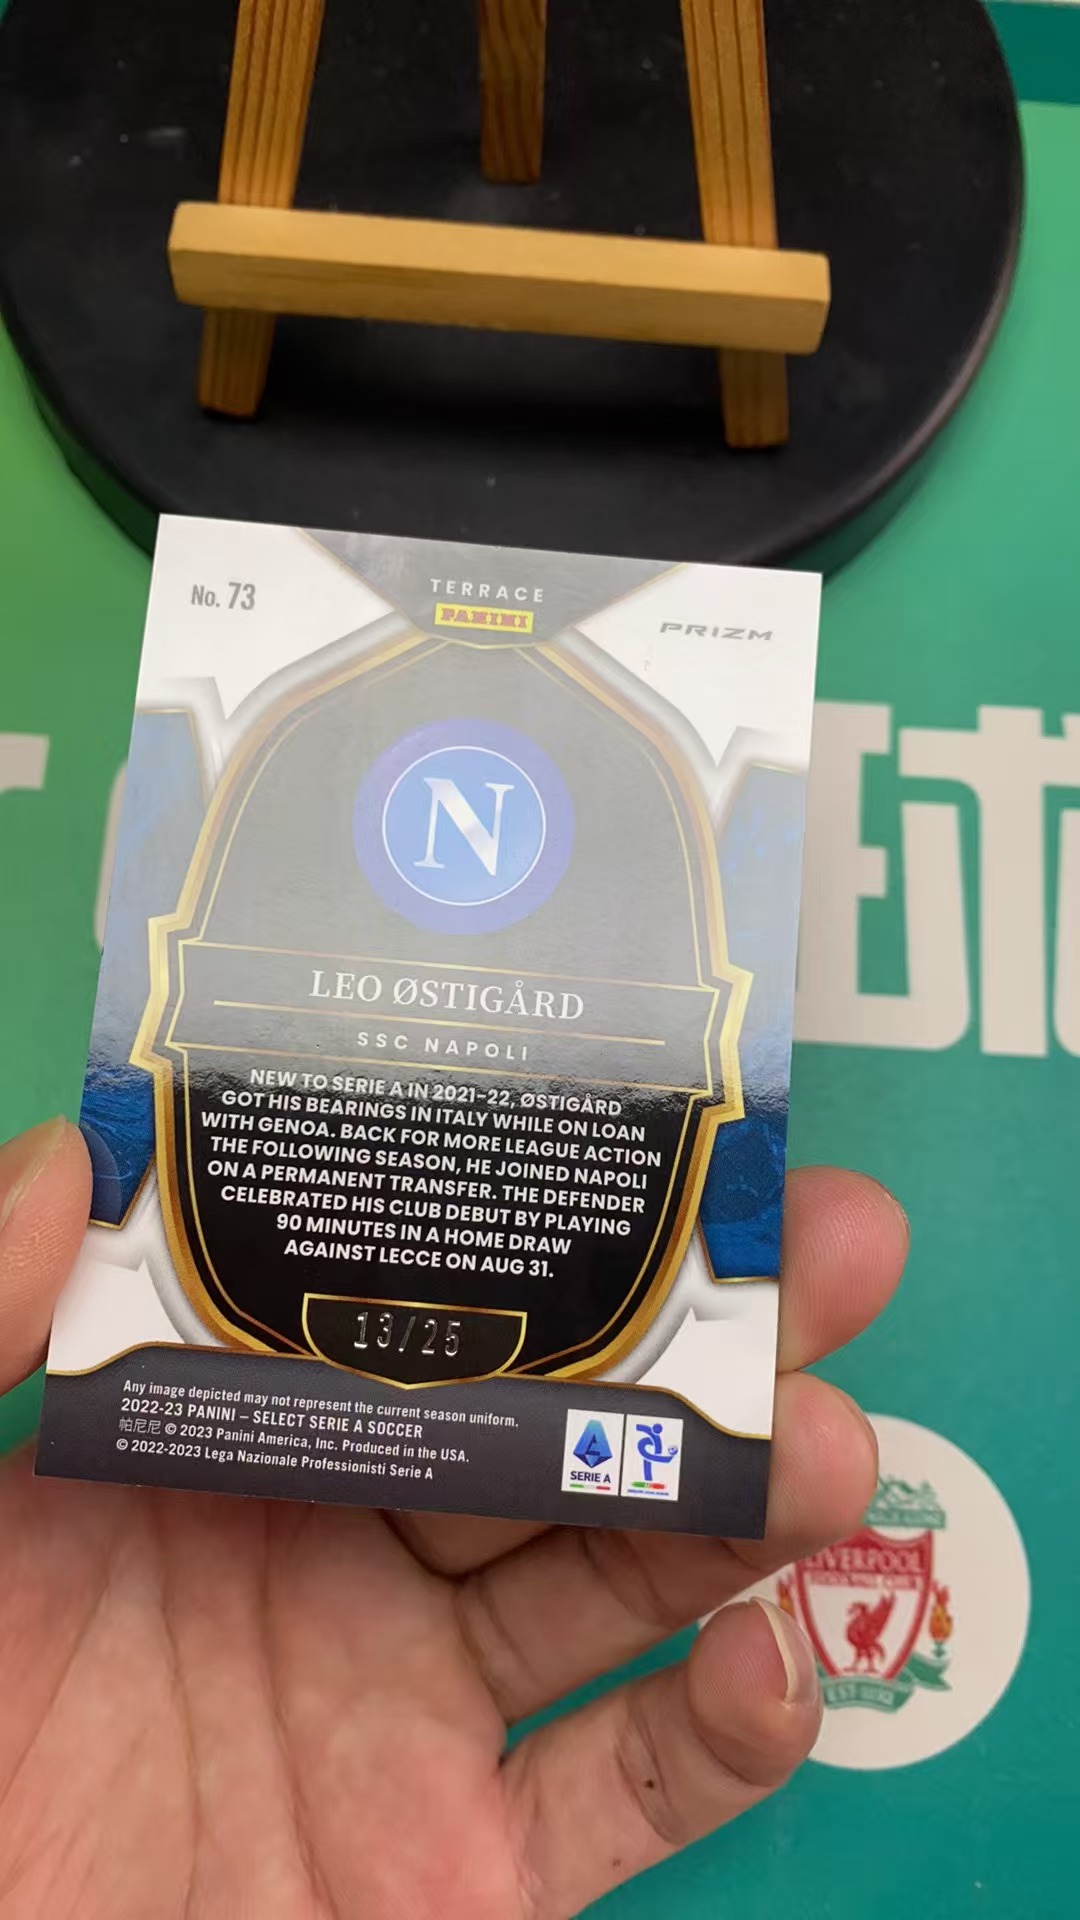 No. 73
TERRACE
PANINI
PRIZM
N
LEO ØSTIGÅRD
SSC NAPOLI
NEW TO SERIE A IN 2021-22, ØSTIGÅRD
GOT HIS BEARINGS IN ITALY WHILE ON LOAN
WITH GENOA. BACK FOR MORE LEAGUE ACTION
THE FOLLOWING SEASON, HE JOINED NAPOLI
ON A PERMANENT TRANSFER. THE DEFENDER
CELEBRATED HIS CLUB DEBUT BY PLAYING
90 MINUTES IN A HOME DRAW
AGAINST LECCE ON AUG 31.
13/25
Any image depicted may not represent the current season uniform.
2022-23 PANINI – SELECT SERIE A SOCCER
帕尼尼 © 2023 Panini America, Inc. Produced in the USA.
© 2022-2023 Lega Nazionale Professionisti Serie A
SERIE A
LIVERPOOL